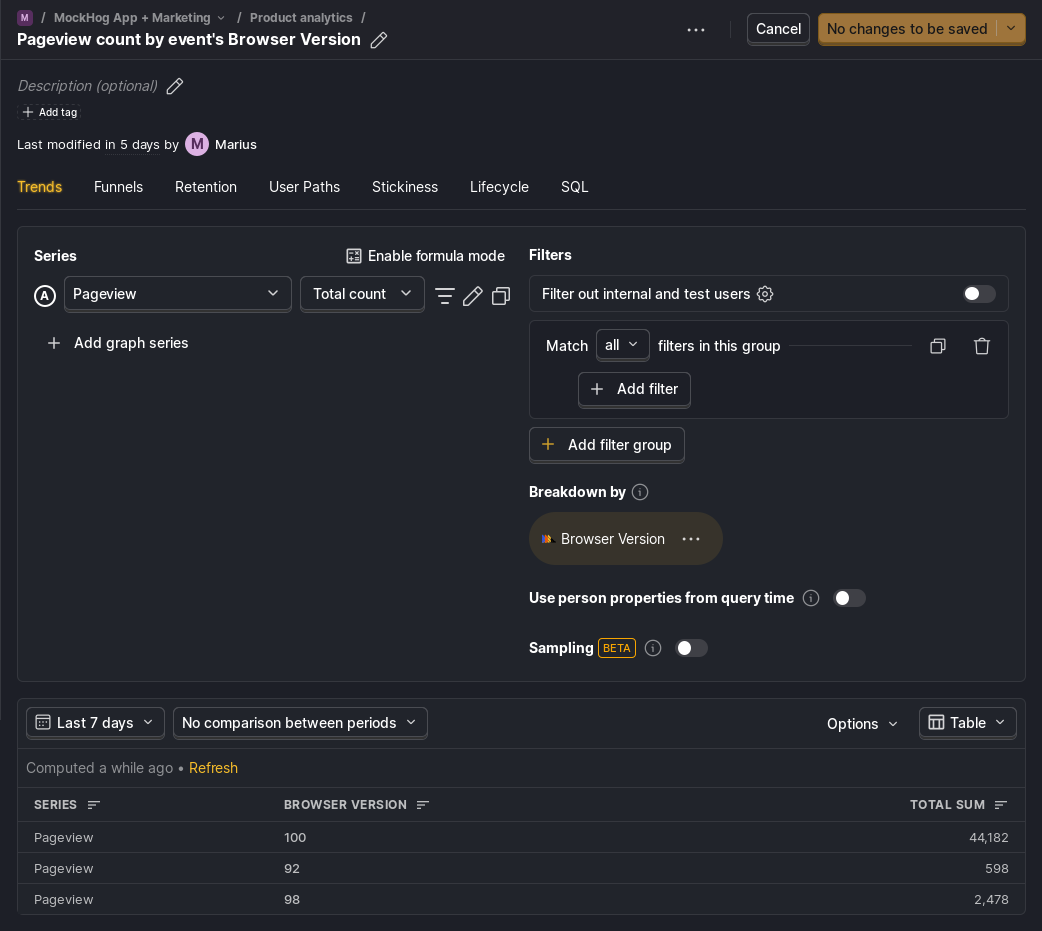 M / MockHog App + Marketing / Product analytics /
Pageview count by event's Browser Version
Cancel
No changes to be saved
Description (optional)
Add tag
Last modified in 5 days by M Marius
Trends Funnels Retention User Paths Stickiness Lifecycle SQL
Series
Enable formula mode
A Pageview Total count
Add graph series
Filters
Filter out internal and test users
Match all filters in this group
Add filter
Add filter group
Breakdown by
Browser Version
Use person properties from query time
Sampling BETA
Last 7 days No comparison between periods Options Table
Computed a while ago • Refresh
SERIES BROWSER VERSION TOTAL SUM
Pageview 100 44,182
Pageview 92 598
Pageview 98 2,478